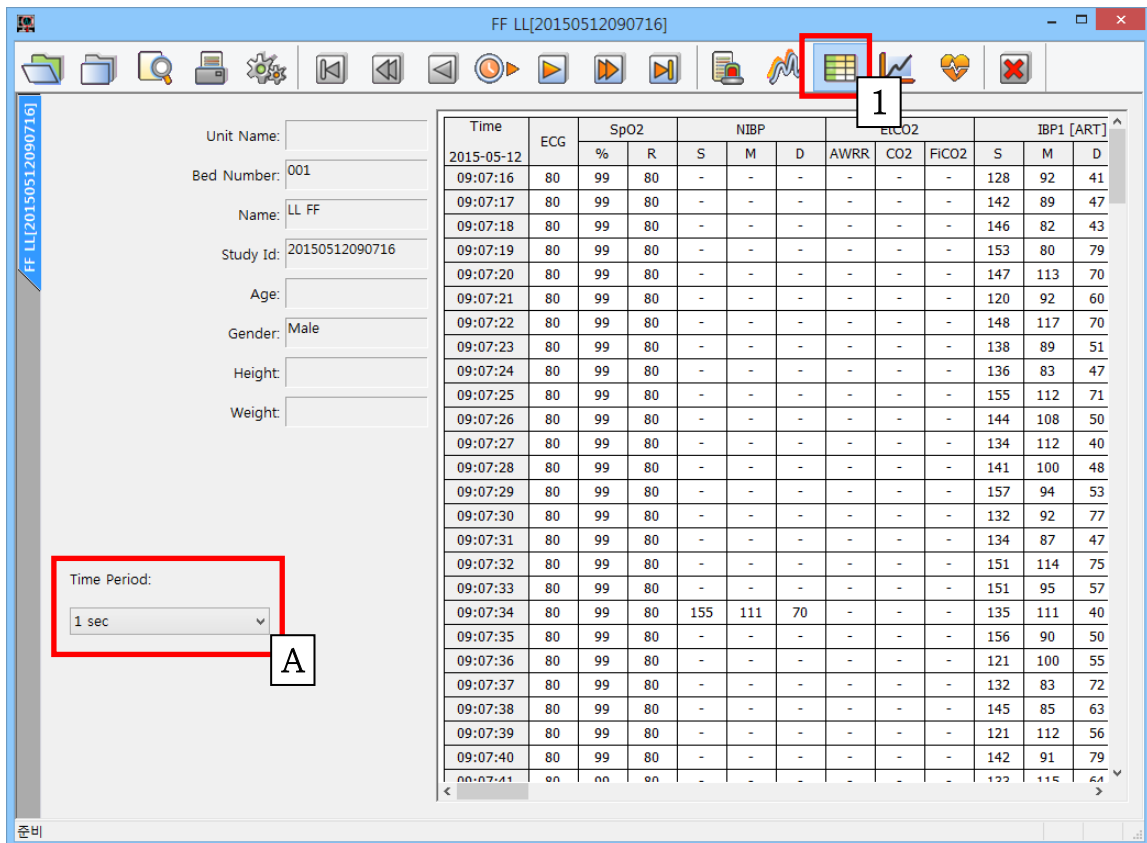 FF LL[20150512090716]
1
FF LL[20150512090716]
Unit Name:
Bed Number: 001
Name: LL FF
Study Id: 20150512090716
Age:
Gender: Male
Height:
Weight:
Time Period:
1 sec
A
Time ECG SpO2 NIBP EtCO2 IBP1 [ART]
2015-05-12 % R S M D AWRR CO2 FiCO2 S M D
09:07:16 80 99 80 - - - - - - 128 92 41
09:07:17 80 99 80 - - - - - - 142 89 47
09:07:18 80 99 80 - - - - - - 146 82 43
09:07:19 80 99 80 - - - - - - 153 80 79
09:07:20 80 99 80 - - - - - - 147 113 70
09:07:21 80 99 80 - - - - - - 120 92 60
09:07:22 80 99 80 - - - - - - 148 117 70
09:07:23 80 99 80 - - - - - - 138 89 51
09:07:24 80 99 80 - - - - - - 136 83 47
09:07:25 80 99 80 - - - - - - 155 112 71
09:07:26 80 99 80 - - - - - - 144 108 50
09:07:27 80 99 80 - - - - - - 134 112 40
09:07:28 80 99 80 - - - - - - 141 100 48
09:07:29 80 99 80 - - - - - - 157 94 53
09:07:30 80 99 80 - - - - - - 132 92 77
09:07:31 80 99 80 - - - - - - 134 87 47
09:07:32 80 99 80 - - - - - - 151 114 75
09:07:33 80 99 80 - - - - - - 151 95 57
09:07:34 80 99 80 155 111 70 - - - 135 111 40
09:07:35 80 99 80 - - - - - - 156 90 50
09:07:36 80 99 80 - - - - - - 121 100 55
09:07:37 80 99 80 - - - - - - 132 83 72
09:07:38 80 99 80 - - - - - - 145 85 63
09:07:39 80 99 80 - - - - - - 121 112 56
09:07:40 80 99 80 - - - - - - 142 91 79
09:07:41 80 99 80 - - - - - -
준비